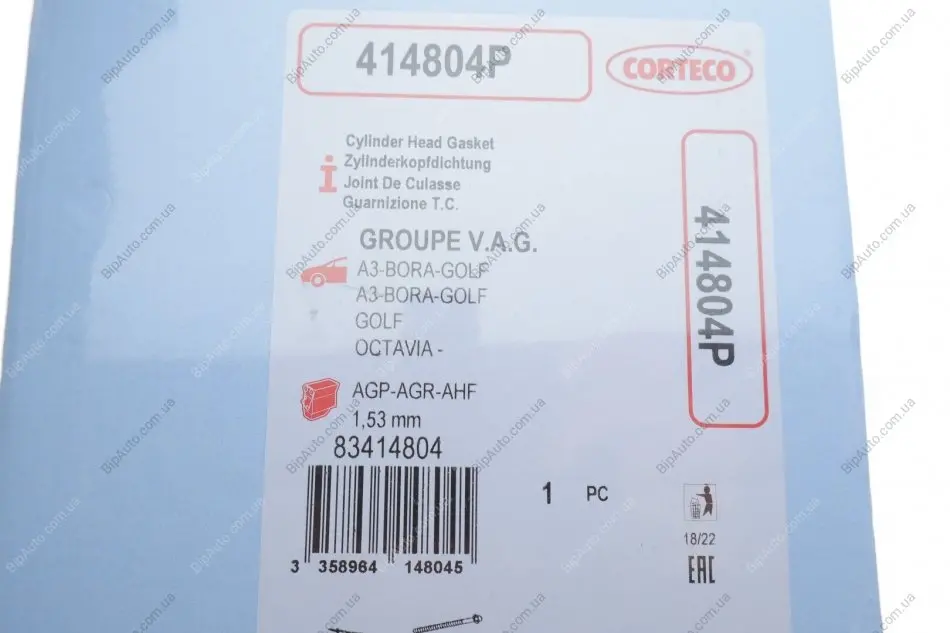 414804P
CORTECO
Cylinder Head Gasket
Zylinderkopfdichtung
Joint De Culasse
Guarnizione T.C.
GROUPE V.A.G.
A3-BORA-GOLF
A3-BORA-GOLF
GOLF
OCTAVIA -
414804P
AGP-AGR-AHF
1,53 mm
83414804
1 PC
18/22
EAC
3 358964 148045
BipAuto.com.ua